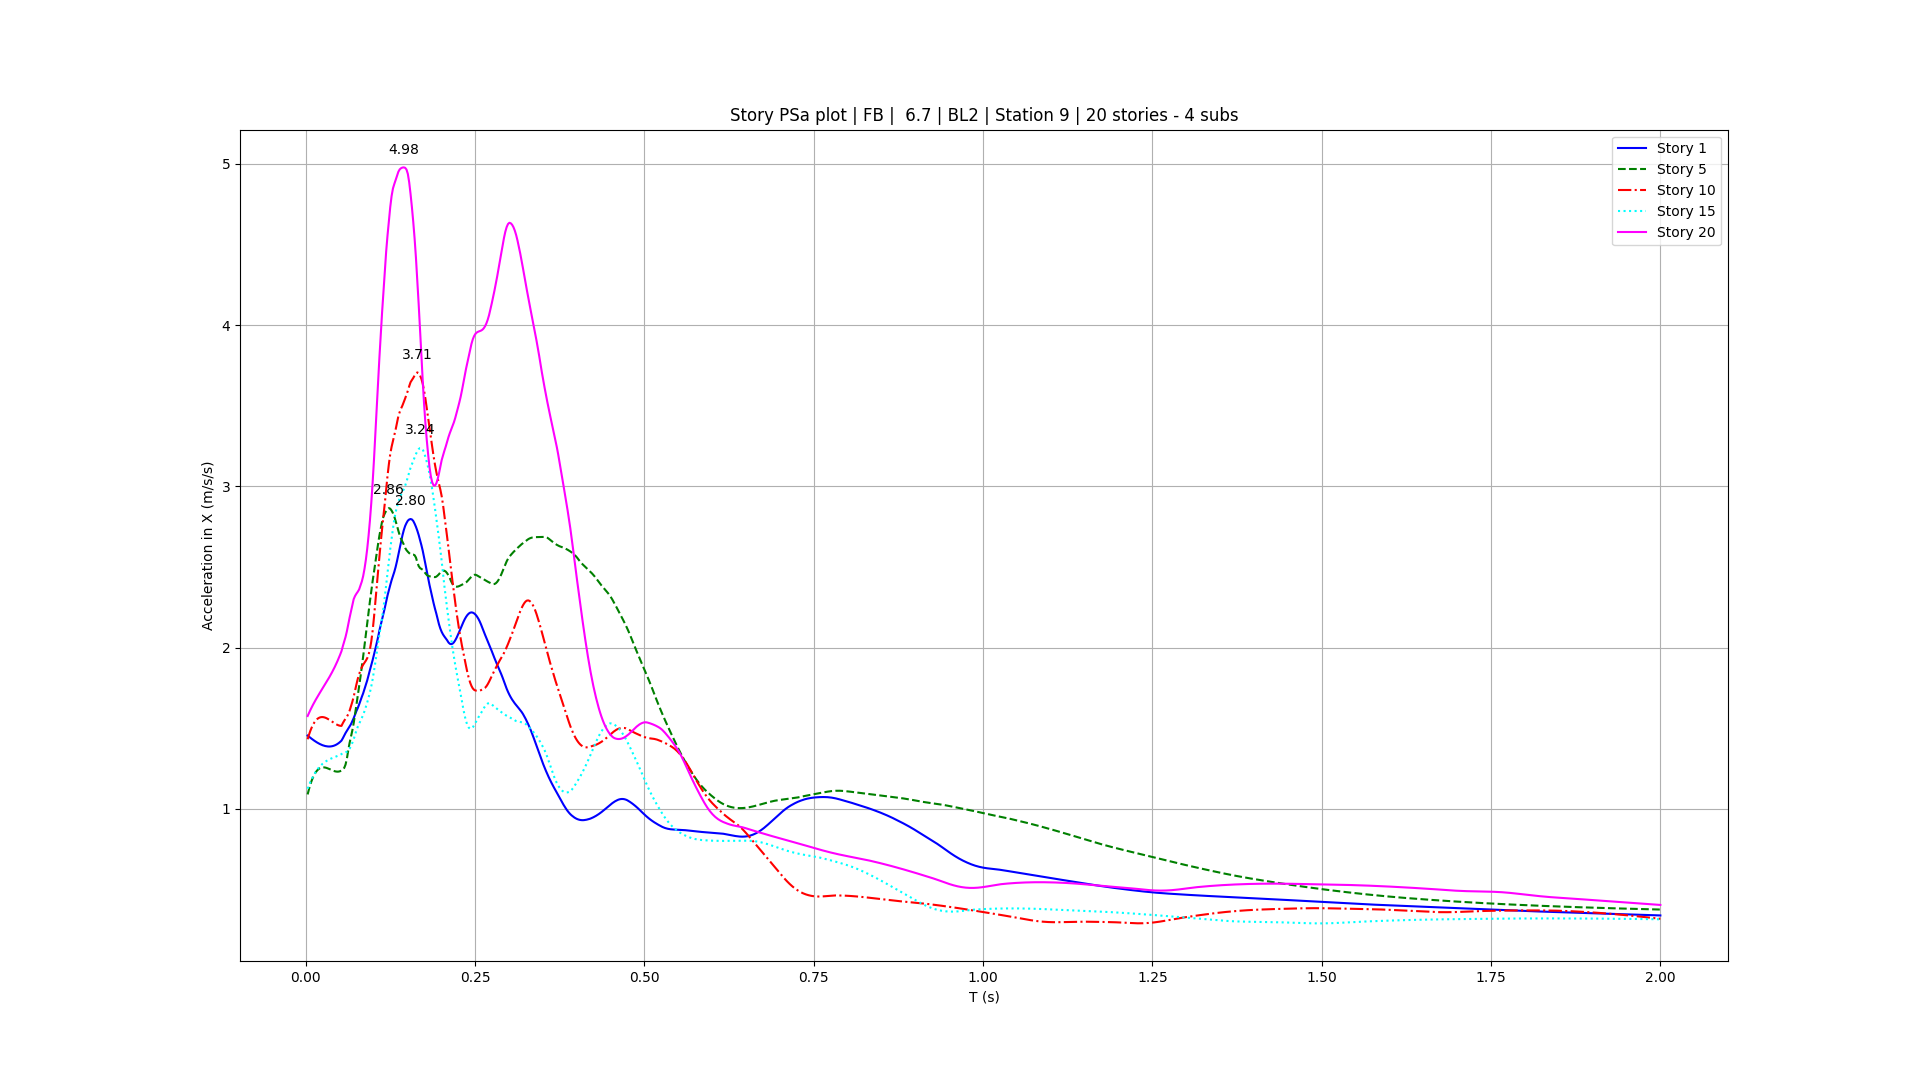 Story PSa plot | FB |  6.7 | BL2 | Station 9 | 20 stories - 4 subs
Story 1
Story 5
Story 10
Story 15
Story 20
4.98
3.71
3.24
2.86
2.80
5
4
3
2
1
Acceleration in X (m/s/s)
0.00 0.25 0.50 0.75 1.00 1.25 1.50 1.75 2.00
T (s)